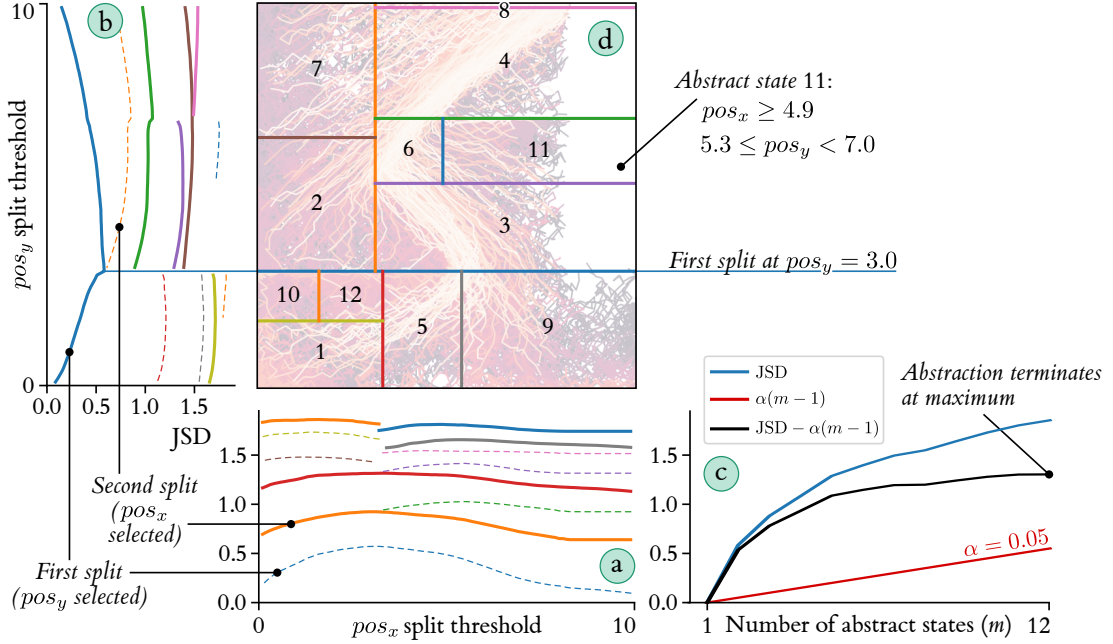 10
b
pos_y split threshold
0
0.0 0.5 1.0 1.5
JSD
8
d
7
4
6
11
2
3
10
12
5
9
1
Abstract state 11:
pos_x ≥ 4.9
5.3 ≤ pos_y < 7.0
First split at pos_y = 3.0
Second split
(pos_x
selected)
First split
(pos_y selected)
1.5
1.0
0.5
0.0
a
0
pos_x split threshold
10
JSD
α(m − 1)
JSD − α(m − 1)
Abstraction terminates
at maximum
1.5
1.0
0.5
0.0
c
α = 0.05
1
Number of abstract states (m)
12